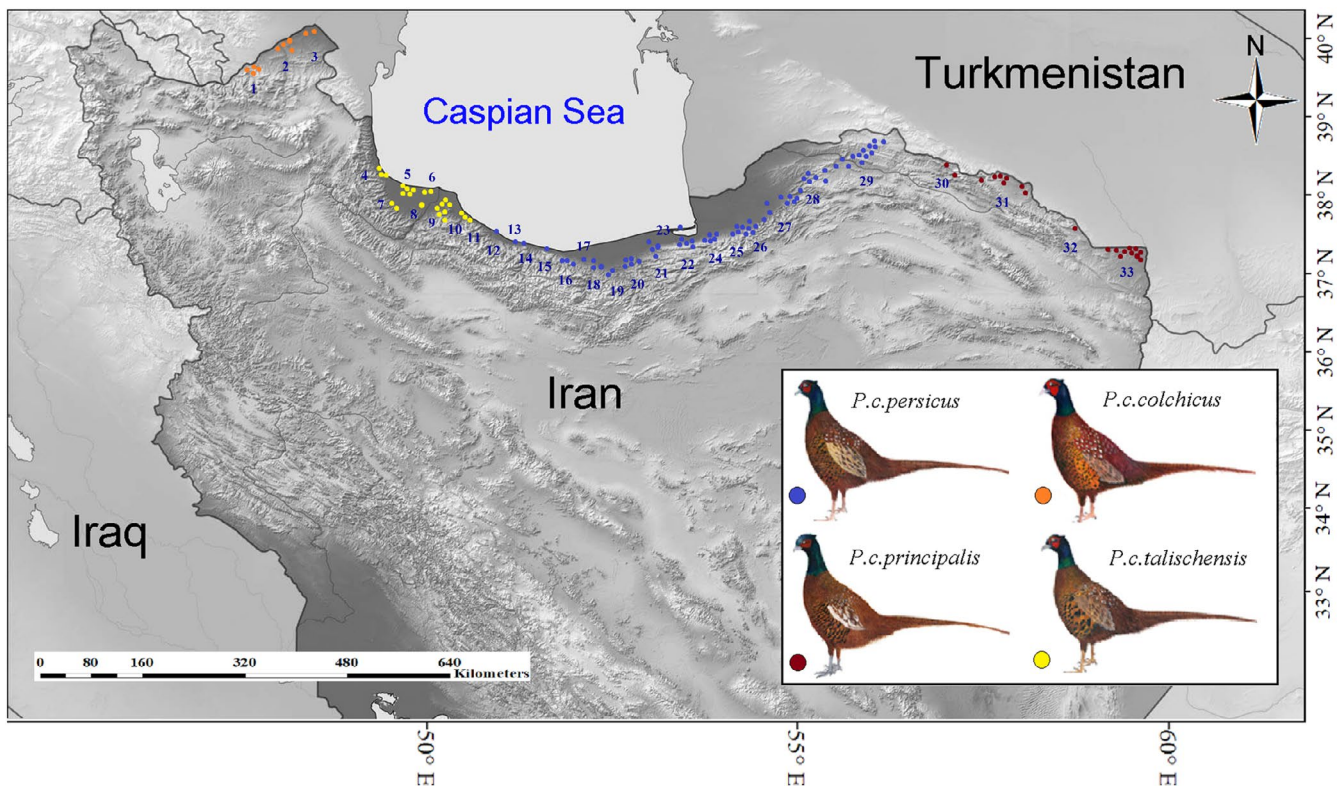 N
Turkmenistan
Caspian Sea
Iran
Iraq
1
2
3
4
5
6
7
8
9
10
11
12
13
14
15
16
17
18
19
20
21
22
23
24
25
26
27
28
29
30
31
32
33
P.c.persicus
P.c.colchicus
P.c.principalis
P.c.talischensis
0 80 160 320 480 640
Kilometers
40° N
39° N
38° N
37° N
36° N
35° N
34° N
33° N
50° E
55° E
60° E